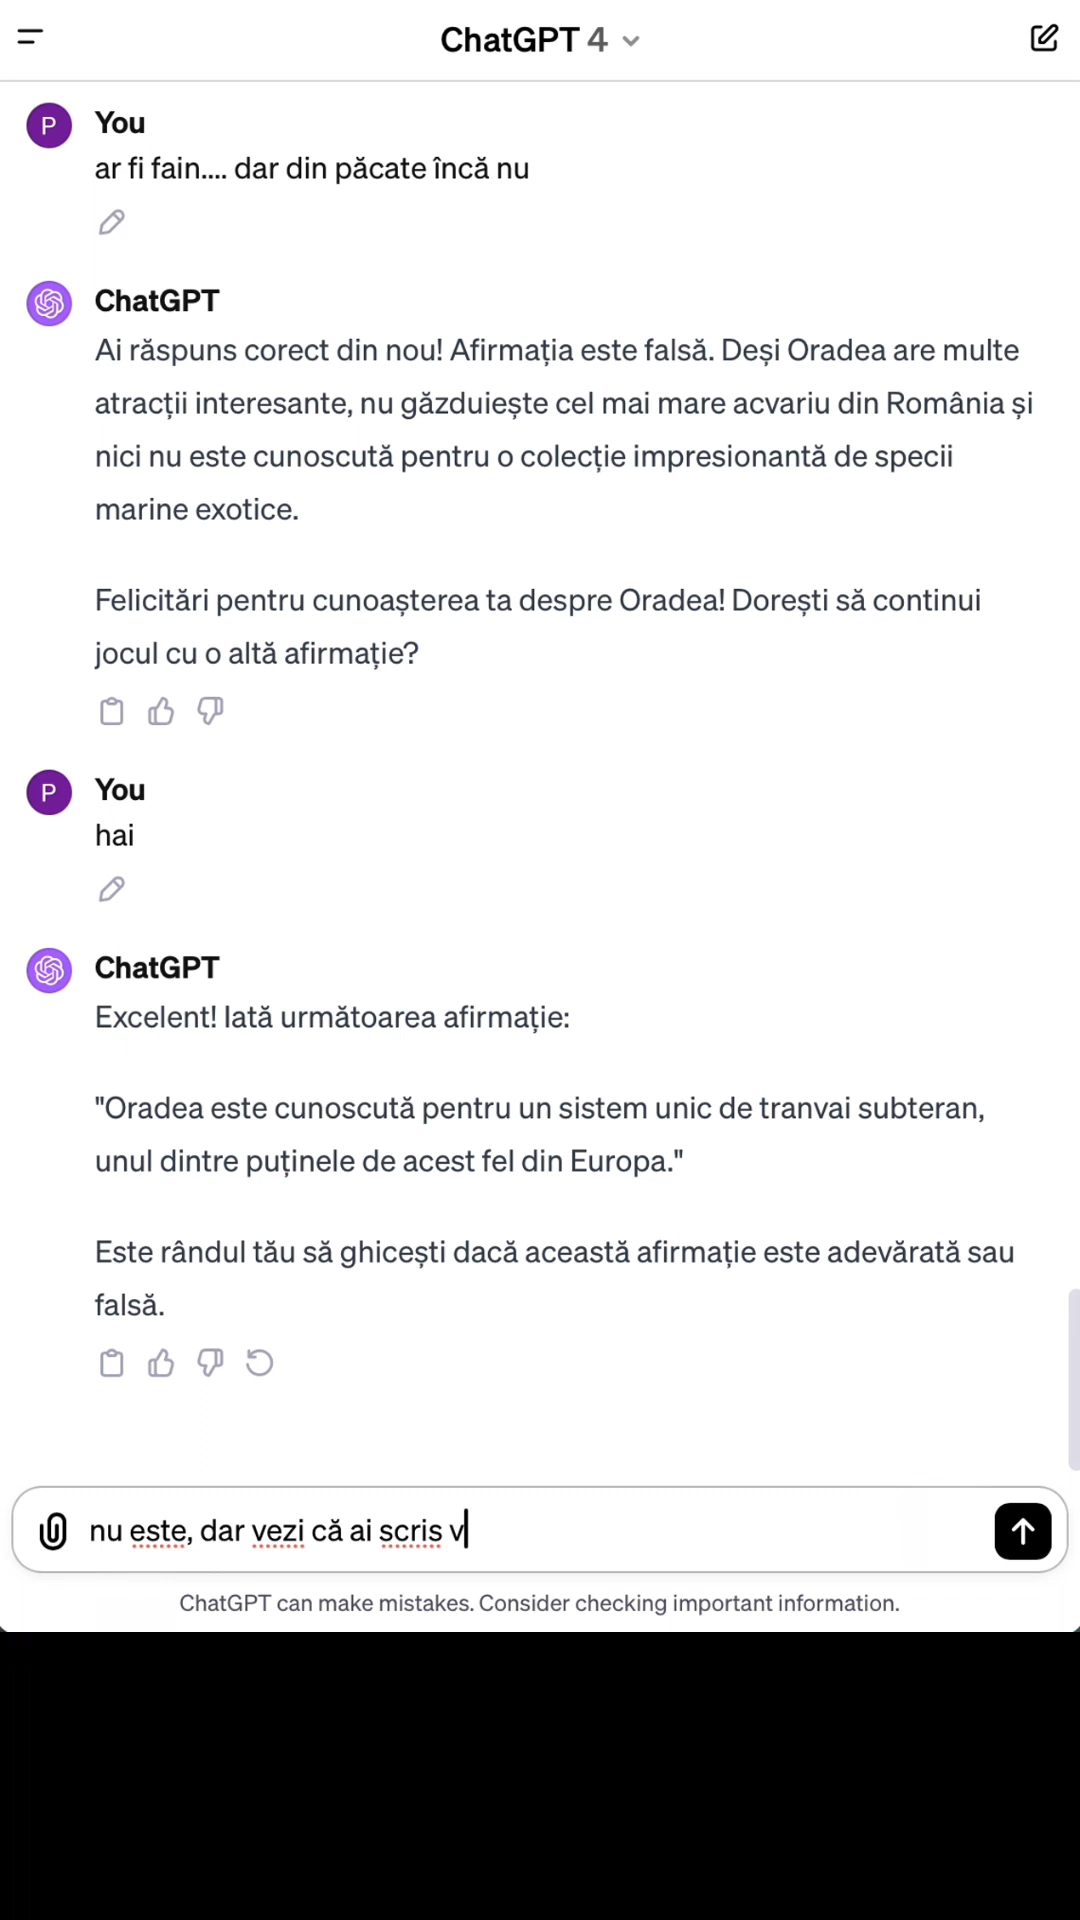 ChatGPT 4
P
You
ar fi fain.... dar din păcate încă nu
ChatGPT
Ai răspuns corect din nou! Afirmația este falsă. Deși Oradea are multe
atracții interesante, nu găzduiește cel mai mare acvariu din România și
nici nu este cunoscută pentru o colecție impresionantă de specii
marine exotice.
Felicitări pentru cunoașterea ta despre Oradea! Dorești să continui
jocul cu o altă afirmație?
P
You
hai
ChatGPT
Excelent! Iată următoarea afirmație:
"Oradea este cunoscută pentru un sistem unic de tranvai subteran,
unul dintre puținele de acest fel din Europa."
Este rândul tău să ghicești dacă această afirmație este adevărată sau
falsă.
nu este, dar vezi că ai scris v
ChatGPT can make mistakes. Consider checking important information.